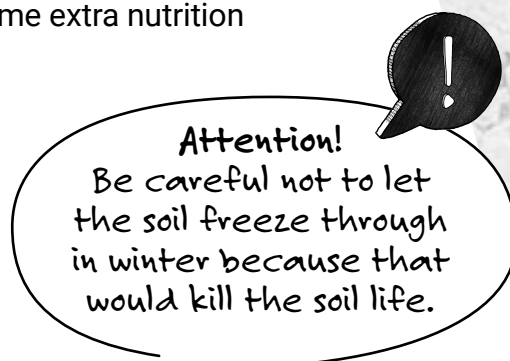 me extra nutrition
!
Attention!
Be careful not to let
the soil freeze through
in winter because that
would kill the soil life.